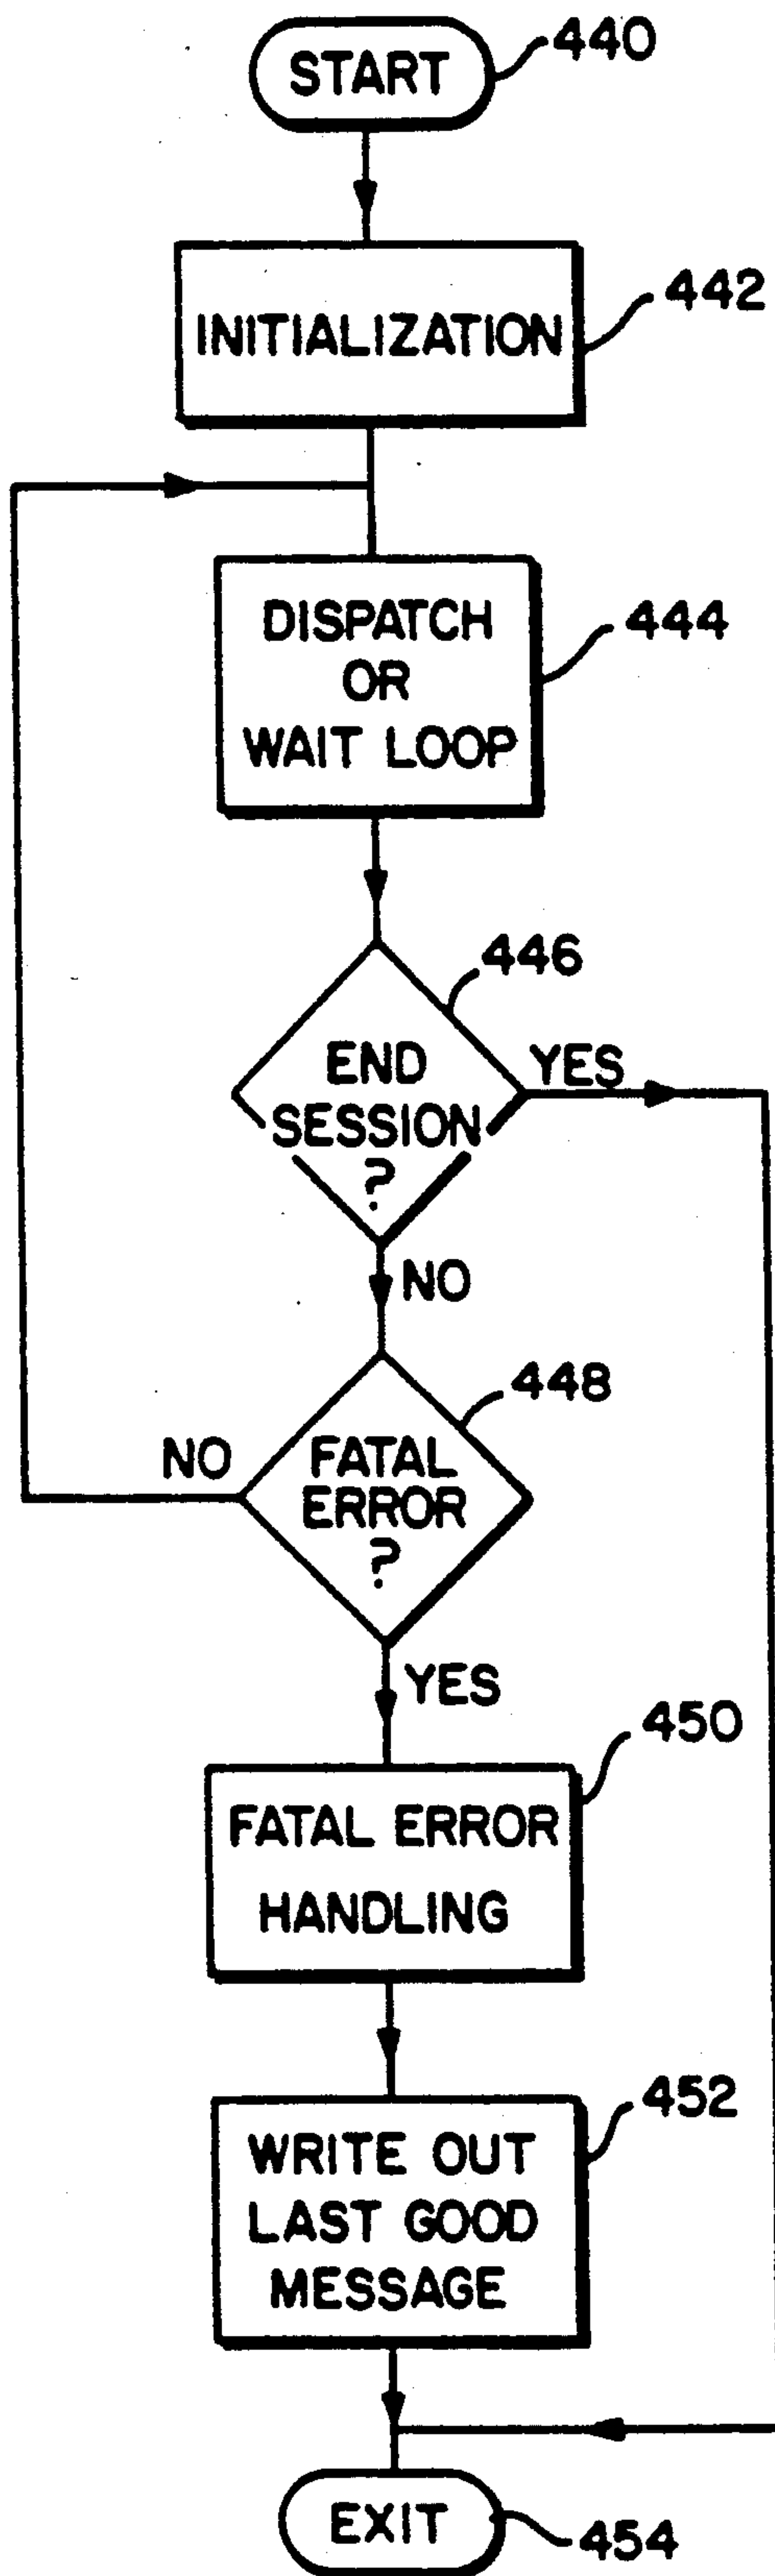 START
440
INITIALIZATION
442
DISPATCH
OR
WAIT LOOP
444
446
END
SESSION
?
YES
NO
448
NO
FATAL
ERROR
?
YES
450
FATAL ERROR
HANDLING
452
WRITE OUT
LAST GOOD
MESSAGE
EXIT
454